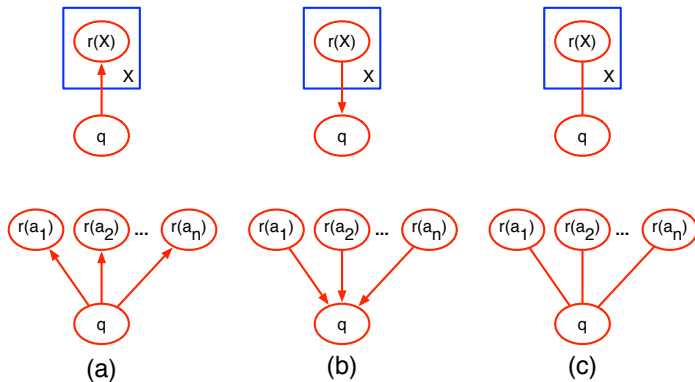 r(X) r(X) r(X)
X X X
q q q
r(a1) r(a2) ... r(an) r(a1) r(a2) ... r(an) r(a1) r(a2) ... r(an)
q q q
(a) (b) (c)